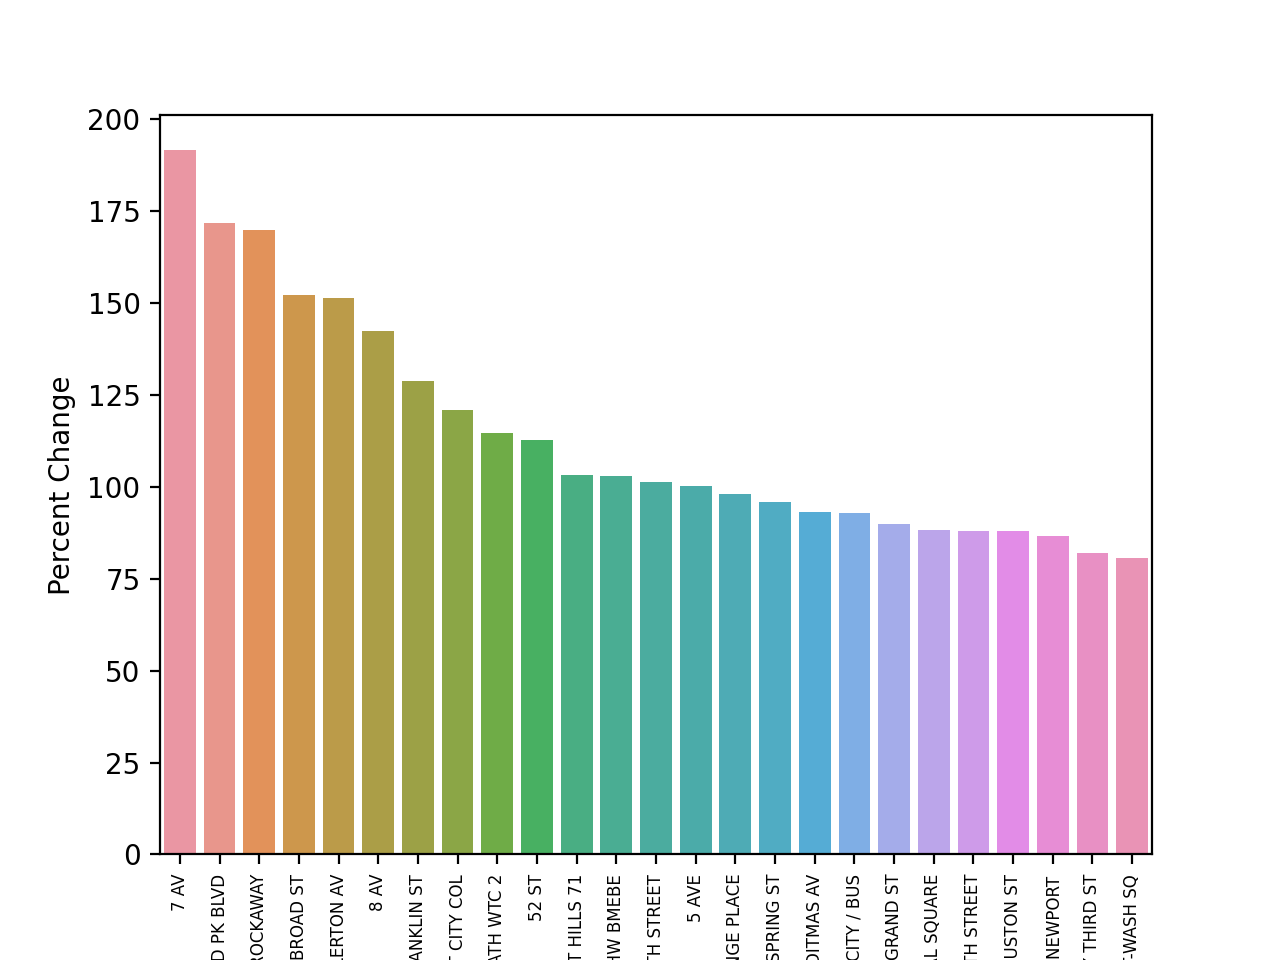 200
175
150
125
100
75
50
25
0
Percent Change
7 AV
D PK BLVD
ROCKAWAY
BROAD ST
LERTON AV
8 AV
ANKLIN ST
CITY COL
ATH WTC 2
52 ST
T HILLS 71
HW BMEBE
TH STREET
5 AVE
NGE PLACE
SPRING ST
DITMAS AV
CITY / BUS
GRAND ST
L SQUARE
TH STREET
USTON ST
NEWPORT
THIRD ST
-WASH SQ